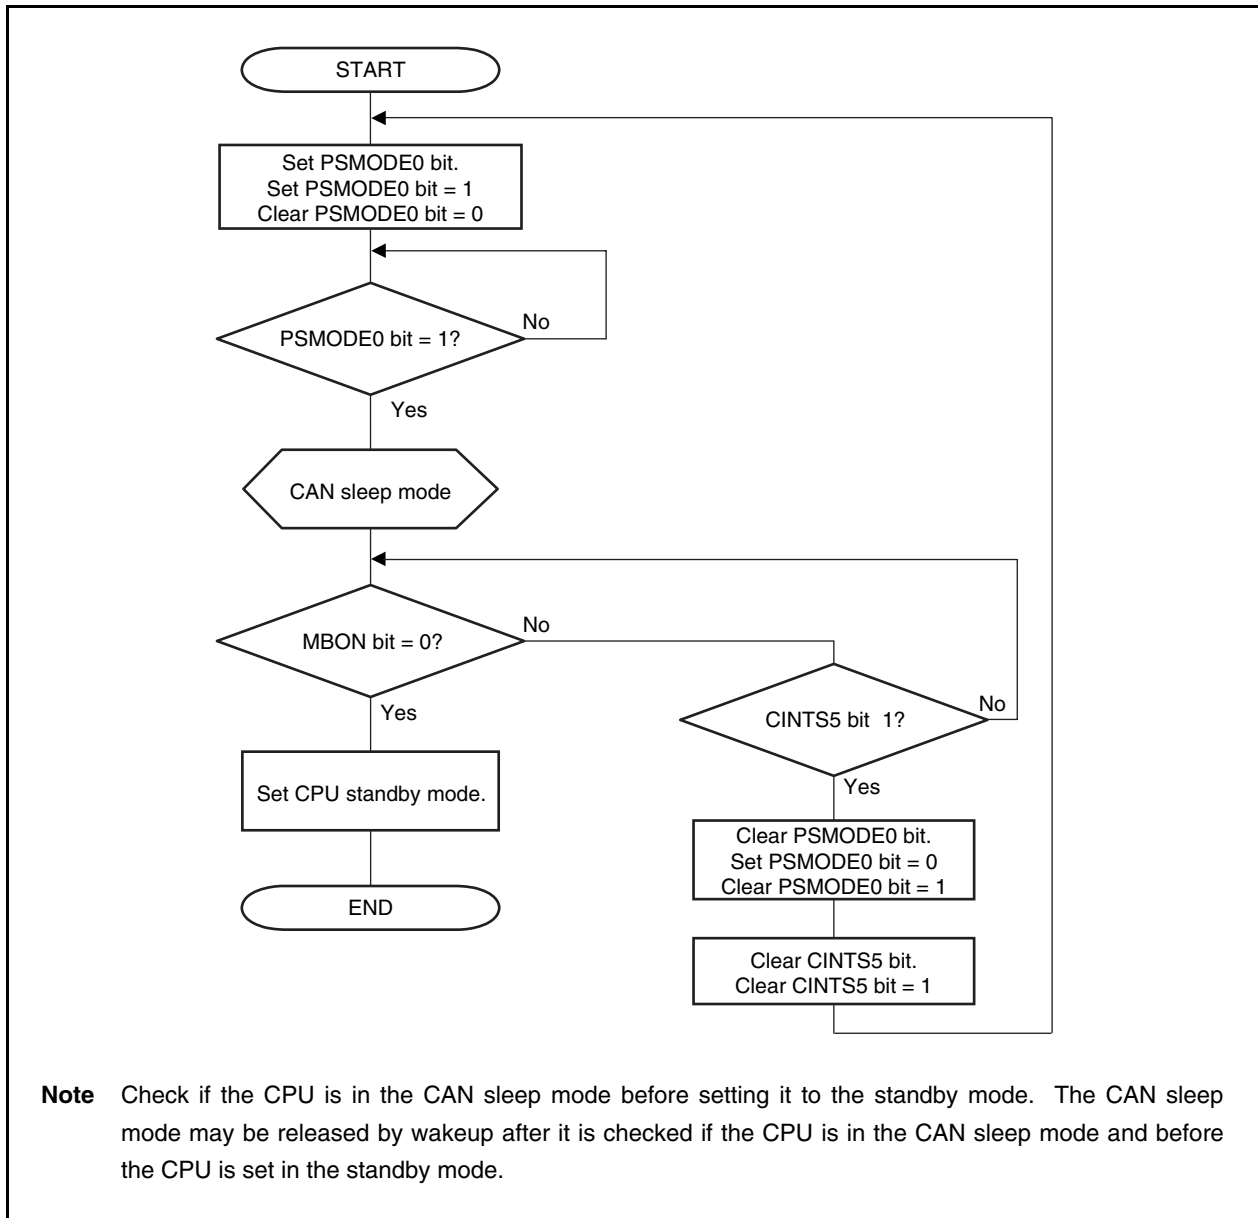 START
Set PSMODE0 bit.
Set PSMODE0 bit = 1
Clear PSMODE0 bit = 0
PSMODE0 bit = 1?
No
Yes
CAN sleep mode
MBON bit = 0?
No
Yes
CINTS5 bit  1?
No
Yes
Set CPU standby mode.
Clear PSMODE0 bit.
Set PSMODE0 bit = 0
Clear PSMODE0 bit = 1
END
Clear CINTS5 bit.
Clear CINTS5 bit = 1
Note Check if the CPU is in the CAN sleep mode before setting it to the standby mode. The CAN sleep
mode may be released by wakeup after it is checked if the CPU is in the CAN sleep mode and before
the CPU is set in the standby mode.